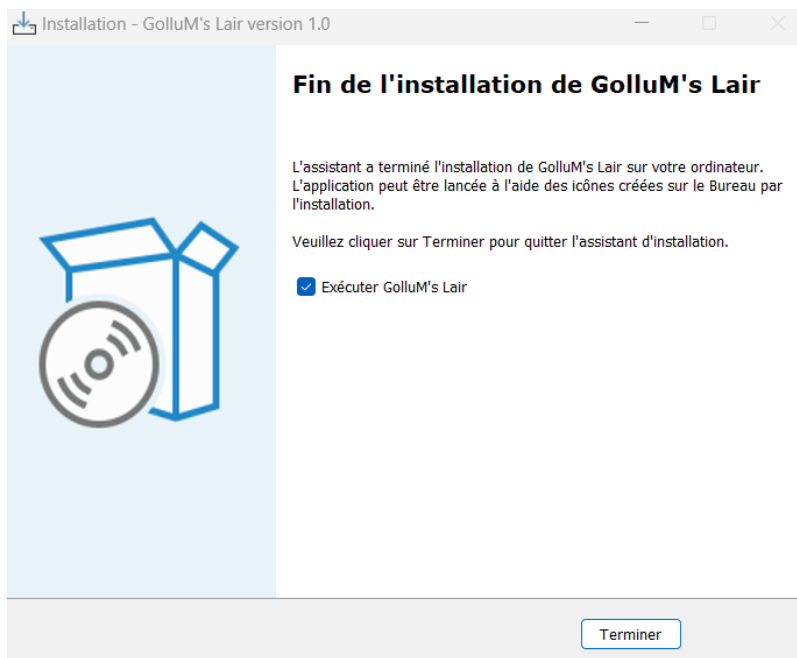 Installation - GolluM's Lair version 1.0
Fin de l'installation de GolluM's Lair
L'assistant a terminé l'installation de GolluM's Lair sur votre ordinateur.
L'application peut être lancée à l'aide des icônes créées sur le Bureau par
l'installation.
Veuillez cliquer sur Terminer pour quitter l'assistant d'installation.
Exécuter GolluM's Lair
Terminer